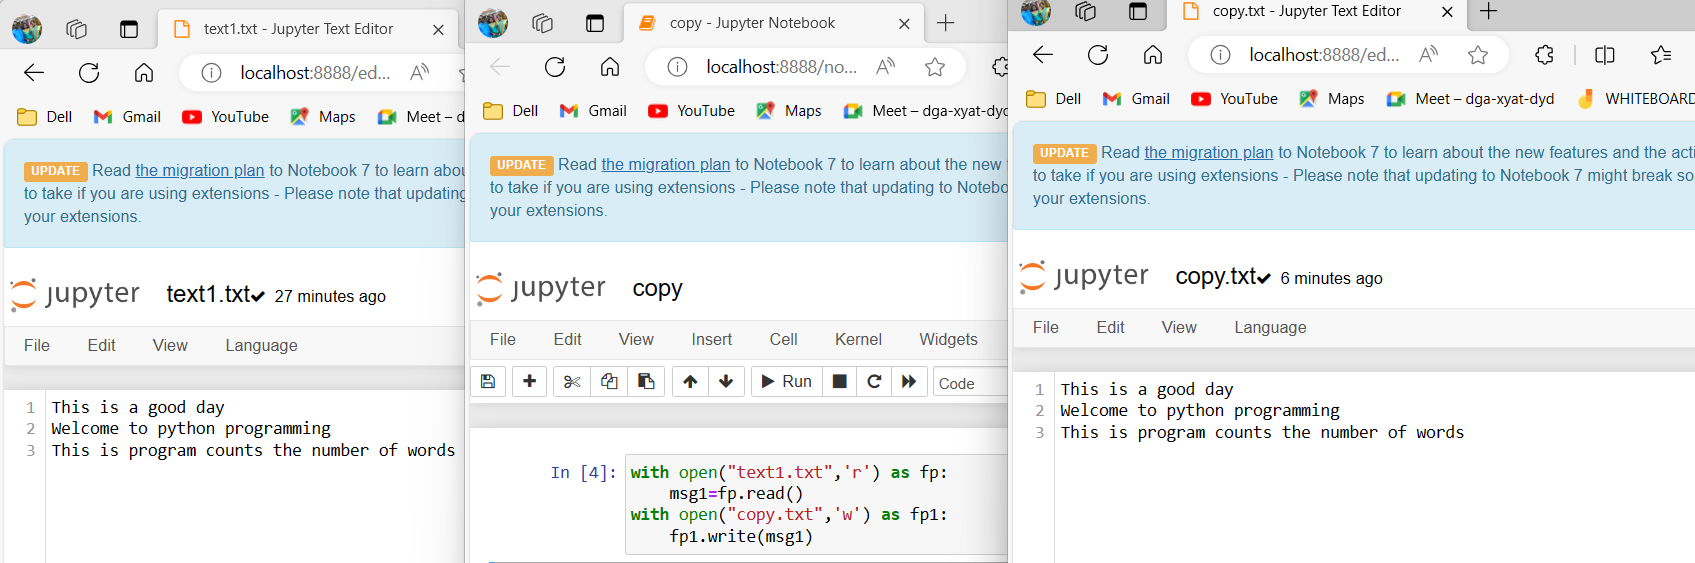 text1.txt - Jupyter Text Editor
localhost:8888/ed...
Dell Gmail YouTube Maps Meet – d
UPDATE Read the migration plan to Notebook 7 to learn abou
to take if you are using extensions - Please note that updating
your extensions.
jupyter text1.txt 27 minutes ago
File Edit View Language
1 This is a good day
2 Welcome to python programming
3 This is program counts the number of words
copy - Jupyter Notebook
localhost:8888/no...
Dell Gmail YouTube Maps Meet – dga-xyat-dyd
UPDATE Read the migration plan to Notebook 7 to learn about the new
to take if you are using extensions - Please note that updating to Notebo
your extensions.
jupyter copy
File Edit View Insert Cell Kernel Widgets
Run Code
In [4]: with open("text1.txt",'r') as fp:
msg1=fp.read()
with open("copy.txt",'w') as fp1:
fp1.write(msg1)
copy.txt - Jupyter Text Editor
localhost:8888/ed...
Dell Gmail YouTube Maps Meet – dga-xyat-dyd WHITEBOARD
UPDATE Read the migration plan to Notebook 7 to learn about the new features and the acti
to take if you are using extensions - Please note that updating to Notebook 7 might break so
your extensions.
jupyter copy.txt 6 minutes ago
File Edit View Language
1 This is a good day
2 Welcome to python programming
3 This is program counts the number of words